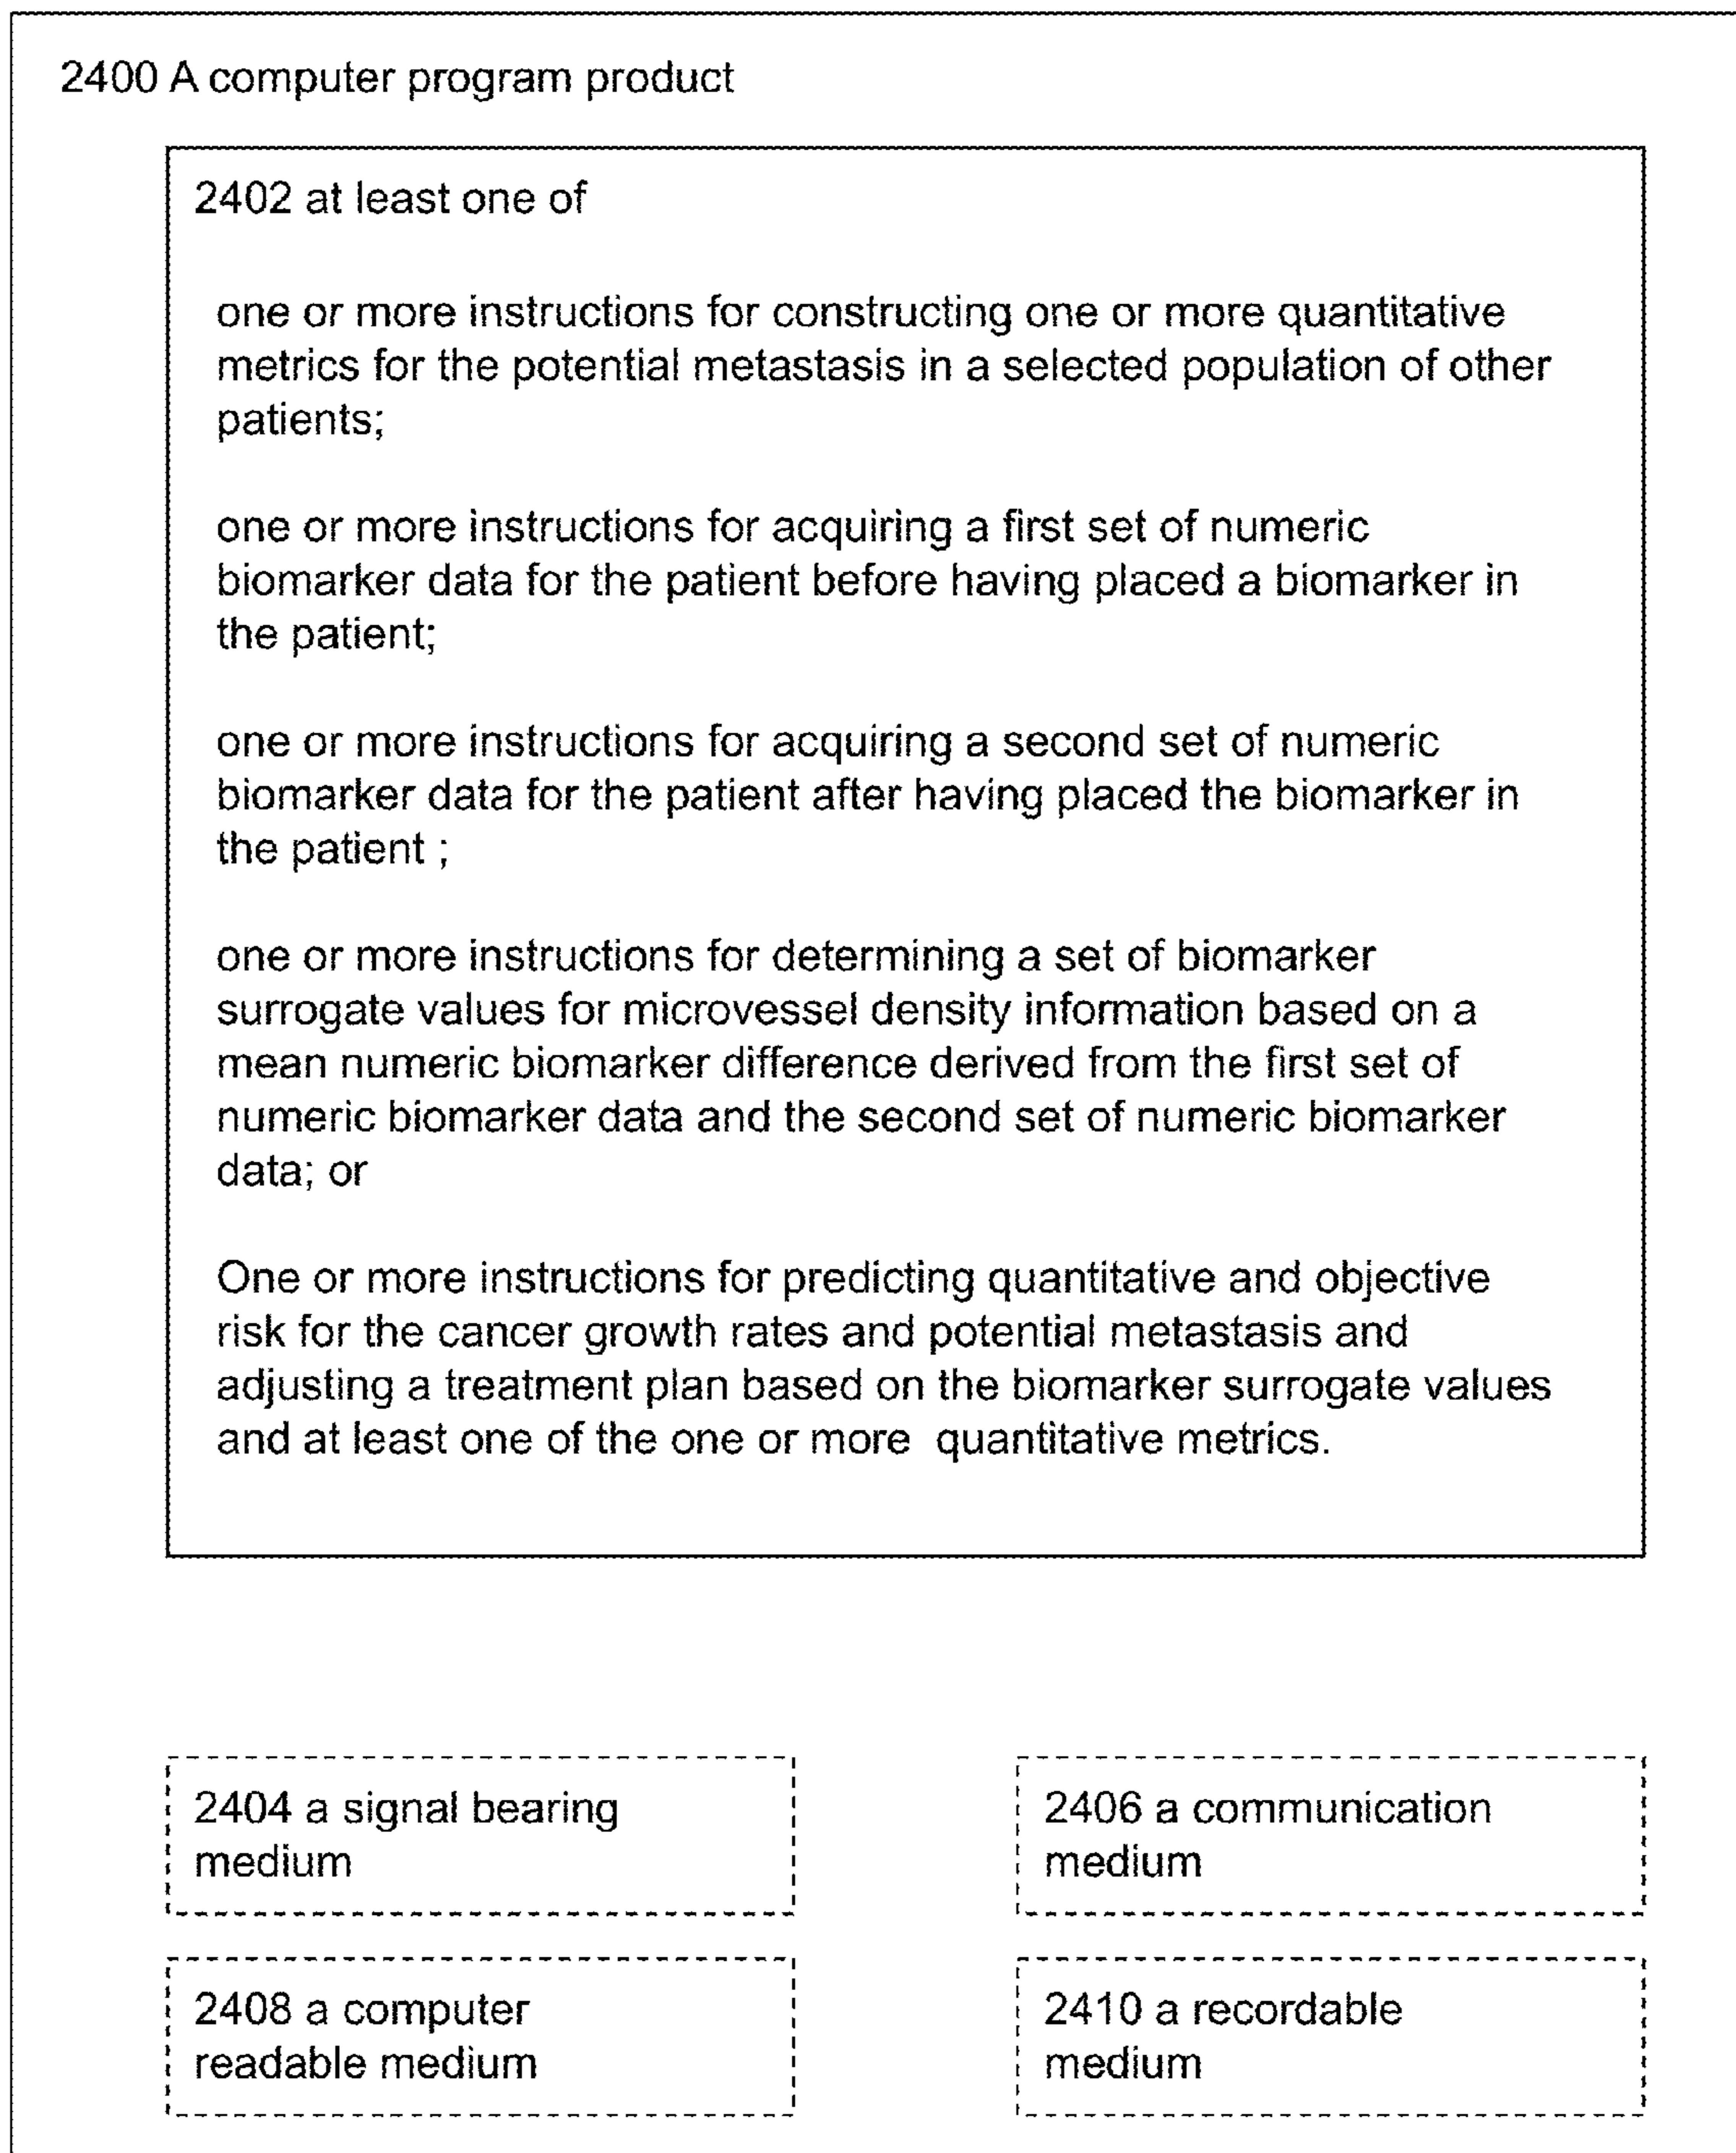 2400 A computer program product
2402 at least one of
one or more instructions for constructing one or more quantitative
metrics for the potential metastasis in a selected population of other
patients;
one or more instructions for acquiring a first set of numeric
biomarker data for the patient before having placed a biomarker in
the patient;
one or more instructions for acquiring a second set of numeric
biomarker data for the patient after having placed the biomarker in
the patient ;
one or more instructions for determining a set of biomarker
surrogate values for microvessel density information based on a
mean numeric biomarker difference derived from the first set of
numeric biomarker data and the second set of numeric biomarker
data; or
One or more instructions for predicting quantitative and objective
risk for the cancer growth rates and potential metastasis and
adjusting a treatment plan based on the biomarker surrogate values
and at least one of the one or more quantitative metrics.
2404 a signal bearing
medium
2406 a communication
medium
2408 a computer
readable medium
2410 a recordable
medium